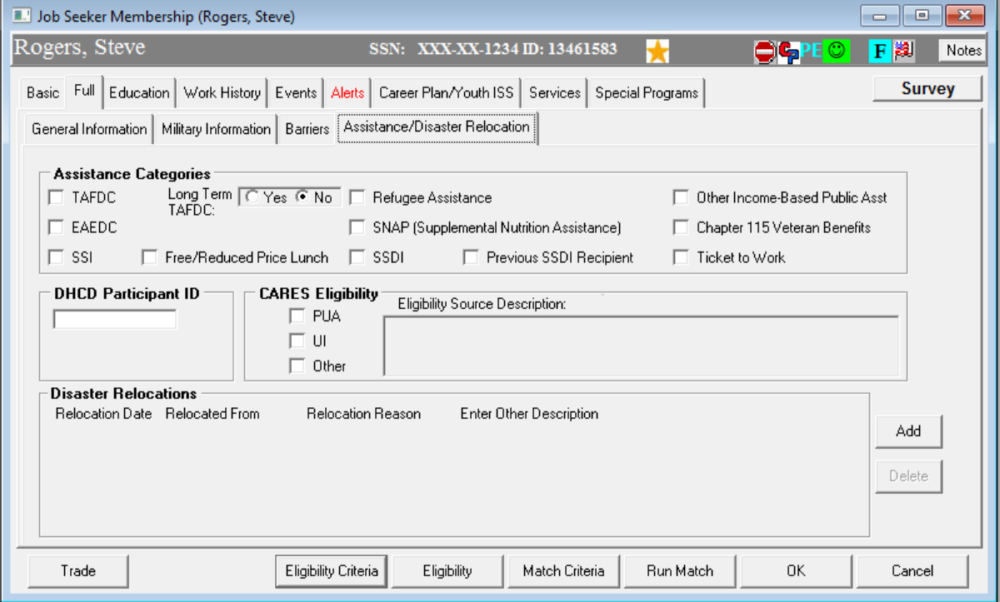 Job Seeker Membership (Rogers, Steve)
Rogers, Steve SSN: XXX-XX-1234 ID: 13461583 CP PE F Notes
Basic Full Education Work History Events Alerts Career Plan/Youth ISS Services Special Programs Survey
General Information Military Information Barriers Assistance/Disaster Relocation
Assistance Categories
TAFDC Long Term TAFDC: Yes No Refugee Assistance Other Income-Based Public Asst
EAEDC SNAP (Supplemental Nutrition Assistance) Chapter 115 Veteran Benefits
SSI Free/Reduced Price Lunch SSDI Previous SSDI Recipient Ticket to Work
DHCD Participant ID CARES Eligibility
Eligibility Source Description:
PUA
UI
Other
Disaster Relocations
Relocation Date Relocated From Relocation Reason Enter Other Description
Add
Delete
Trade Eligibility Criteria Eligibility Match Criteria Run Match OK Cancel